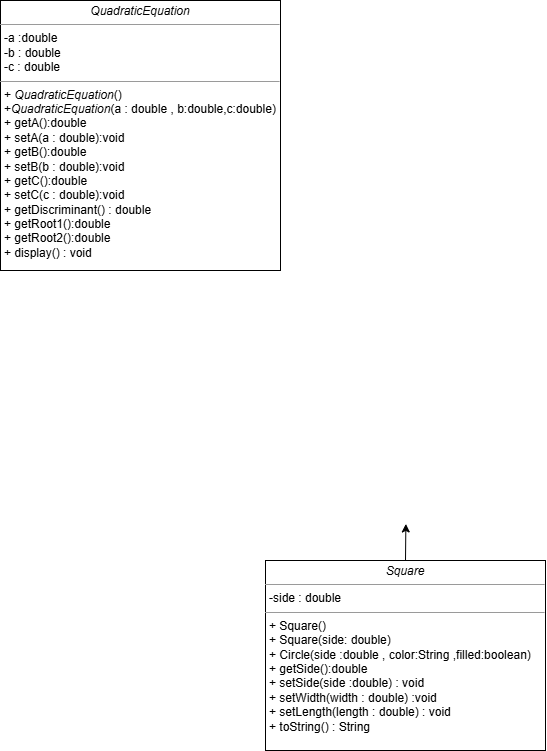 QuadraticEquation
-a :double
-b : double
-c : double
+ QuadraticEquation()
+QuadraticEquation(a : double , b:double,c:double)
+ getA():double
+ setA(a : double):void
+ getB():double
+ setB(b : double):void
+ getC():double
+ setC(c : double):void
+ getDiscriminant() : double
+ getRoot1():double
+ getRoot2():double
+ display() : void
Square
-side : double
+ Square()
+ Square(side: double)
+ Circle(side :double , color:String ,filled:boolean)
+ getSide():double
+ setSide(side :double) : void
+ setWidth(width : double) :void
+ setLength(length : double) : void
+ toString() : String